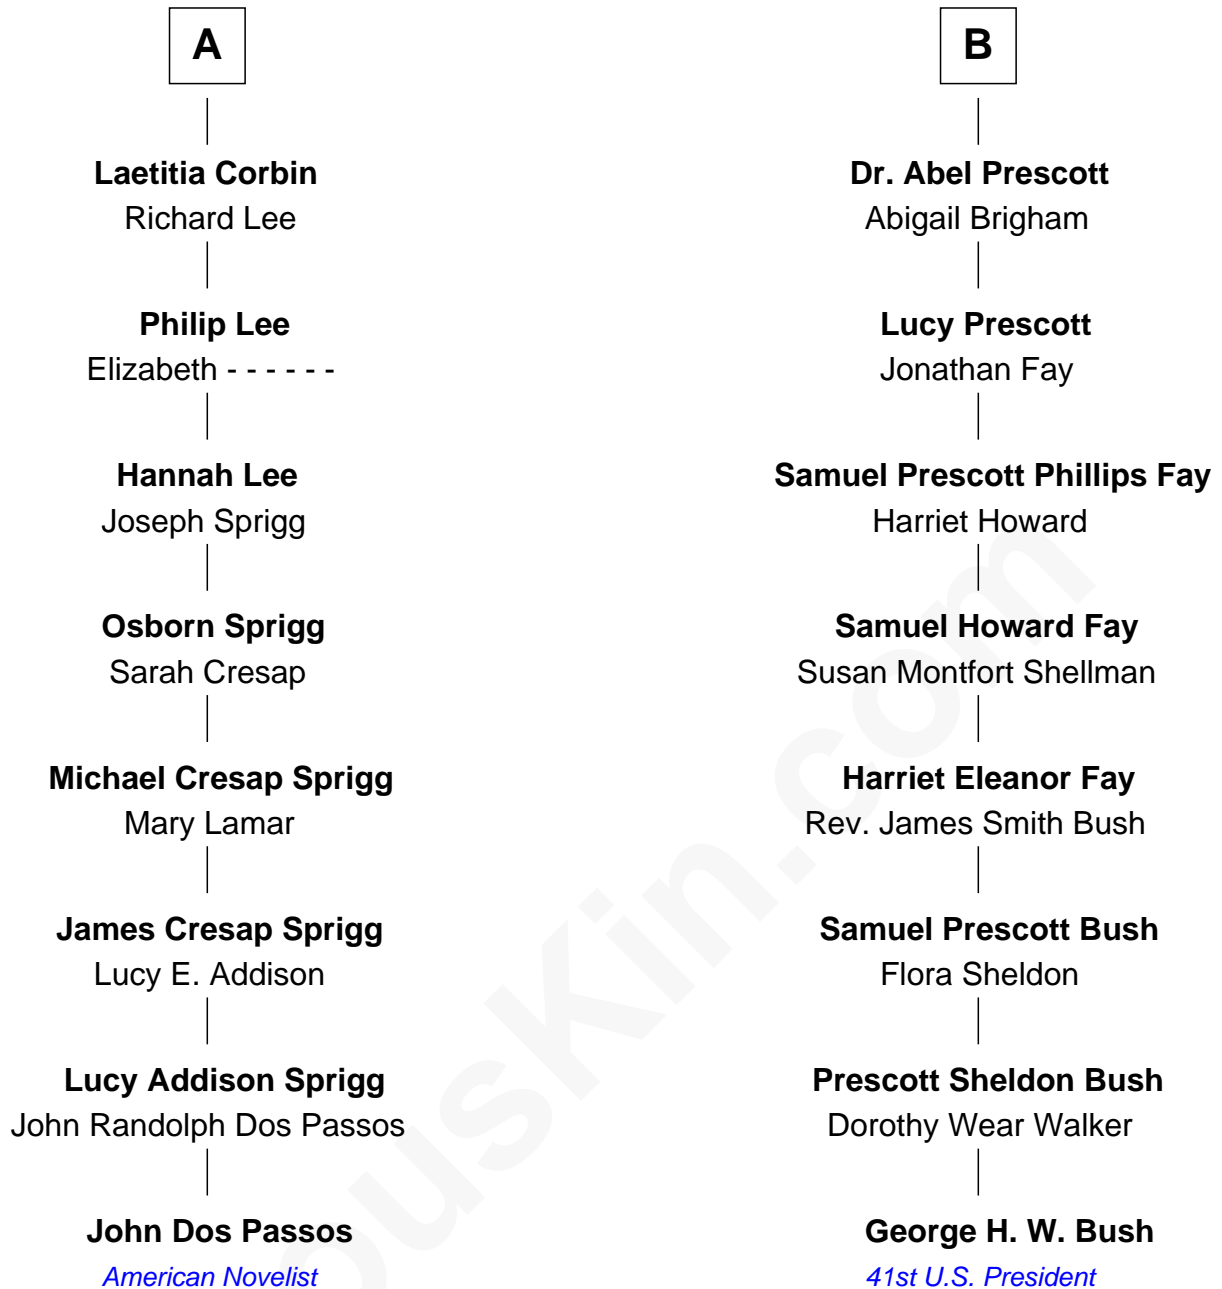 A
Laetitia Corbin
Richard Lee
Philip Lee
Elizabeth - - - - - -
Hannah Lee
Joseph Sprigg
Osborn Sprigg
Sarah Cresap
Michael Cresap Sprigg
Mary Lamar
James Cresap Sprigg
Lucy E. Addison
Lucy Addison Sprigg
John Randolph Dos Passos
John Dos Passos
American Novelist
B
Dr. Abel Prescott
Abigail Brigham
Lucy Prescott
Jonathan Fay
Samuel Prescott Phillips Fay
Harriet Howard
Samuel Howard Fay
Susan Montfort Shellman
Harriet Eleanor Fay
Rev. James Smith Bush
Samuel Prescott Bush
Flora Sheldon
Prescott Sheldon Bush
Dorothy Wear Walker
George H. W. Bush
41st U.S. President
ousKin.com